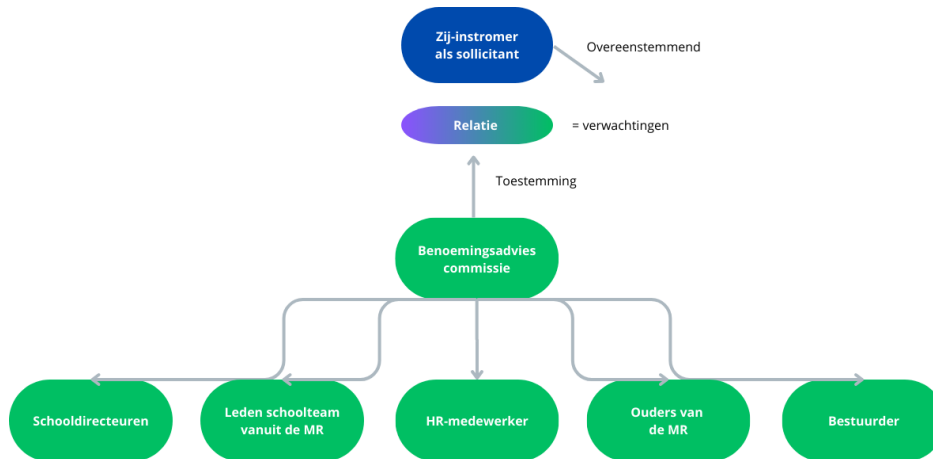 Zij-instromer
als sollicitant
Overeenstemmend
Relatie
= verwachtingen
Toestemming
Benoemingsadvies
commissie
Schooldirecteuren
Leden schoolteam
vanuit de MR
HR-medewerker
Ouders van
de MR
Bestuurder